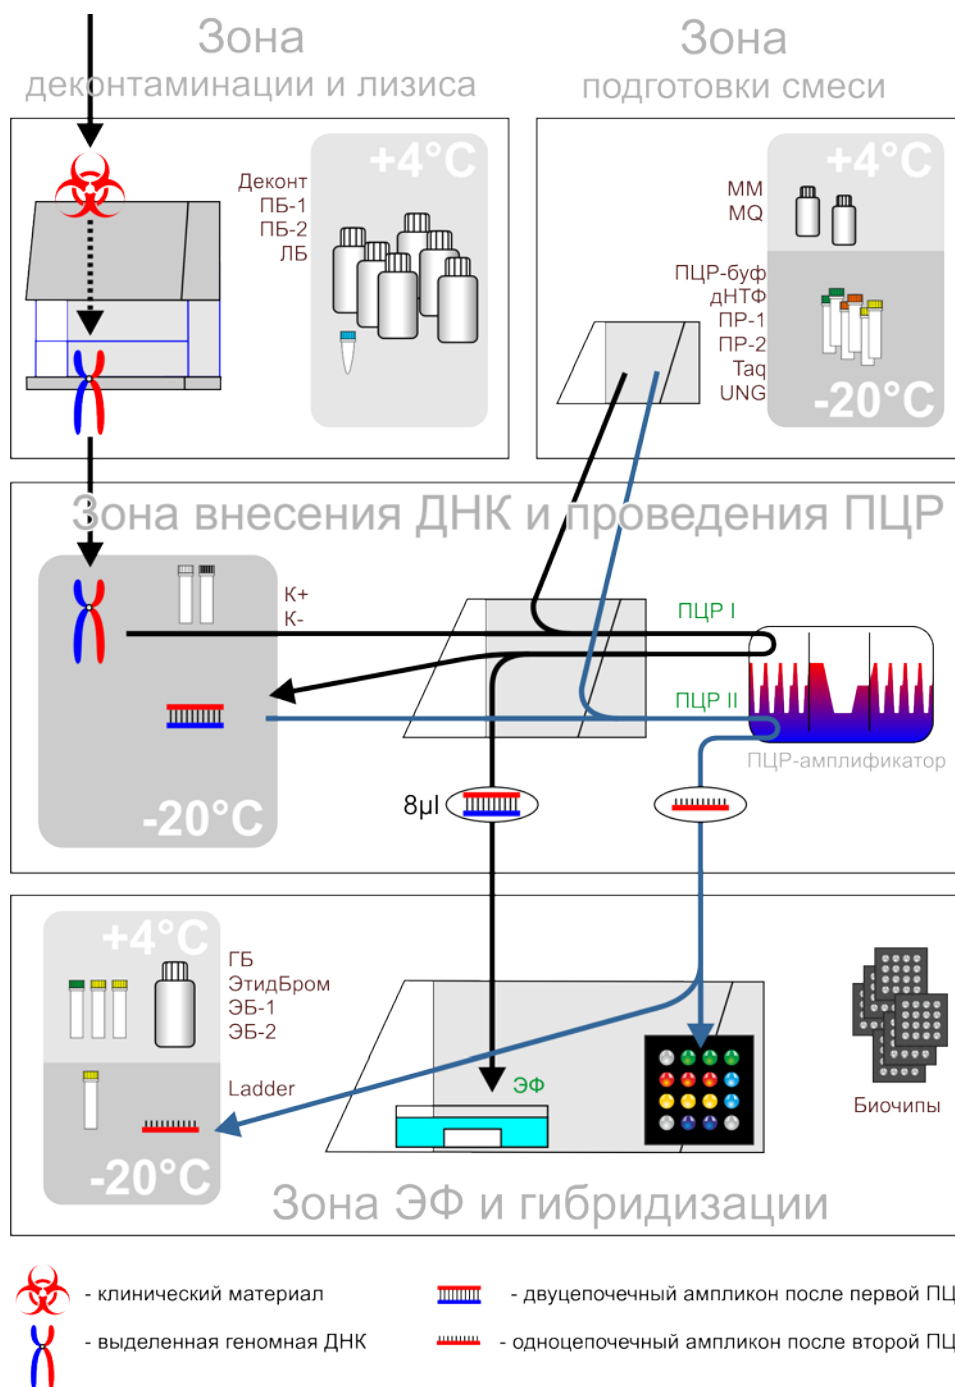 Зона
деконтаминации и лизиса
Зона
подготовки смеси
+4°C
Деконт
ПБ-1
ПБ-2
ЛБ
+4°C
ММ
MQ
ПЦР-буф
дНТФ
ПР-1
ПР-2
Taq
UNG
-20°C
Зона внесения ДНК и проведения ПЦР
К+
К-
ПЦР I
ПЦР II
ПЦР-амплификатор
8µl
-20°C
+4°C
ГБ
ЭтидБром
ЭБ-1
ЭБ-2
Ladder
-20°C
ЭФ
Биочипы
Зона ЭФ и гибридизации
- клинический материал
- двуцепочечный ампликон после первой ПЦ
- выделенная геномная ДНК
- одноцепочечный ампликон после второй ПЦ